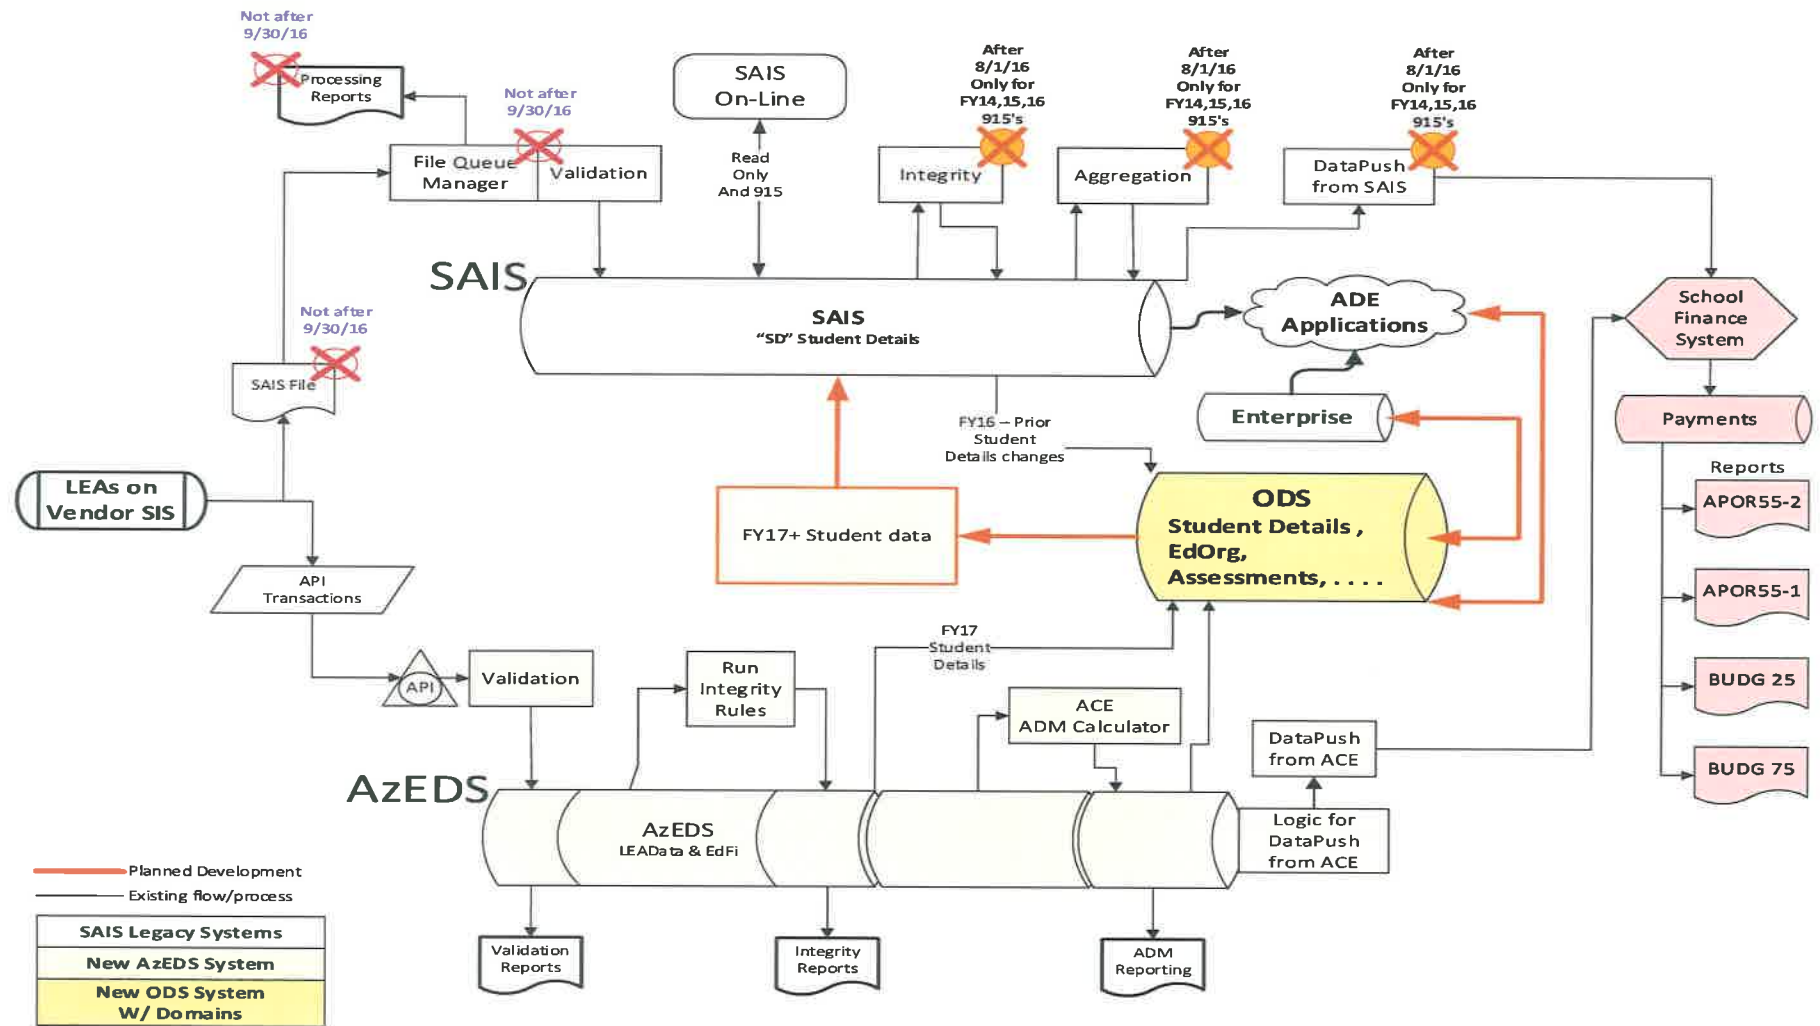 Not after
9/30/16
Processing
Reports
Not after
9/30/16
File Queue
Manager
Validation
SAIS
On-Line
Read
Only
And 915
After
8/1/16
Only for
FY14,15,16
915's
Integrity
After
8/1/16
Only for
FY14,15,16
915's
Aggregation
After
8/1/16
Only for
FY14,15,16
915's
DataPush
from SAIS
SAIS
SAIS
"SD" Student Details
ADE
Applications
School
Finance
System
Not after
9/30/16
SAIS File
Enterprise
Payments
FY16 – Prior
Student
Details changes
Reports
LEAs on
Vendor SIS
ODS
Student Details ,
EdOrg,
Assessments, . . . .
FY17+ Student data
APOR55-2
API
Transactions
APOR55-1
FY17
Student
Details
API
Validation
Run
Integrity
Rules
ACE
ADM Calculator
BUDG 25
DataPush
from ACE
BUDG 75
AzEDS
AzEDS
LEAData & EdFi
Logic for
DataPush
from ACE
Planned Development
Existing flow/process
SAIS Legacy Systems
New AzEDS System
New ODS System
W/ Domains
Validation
Reports
Integrity
Reports
ADM
Reporting